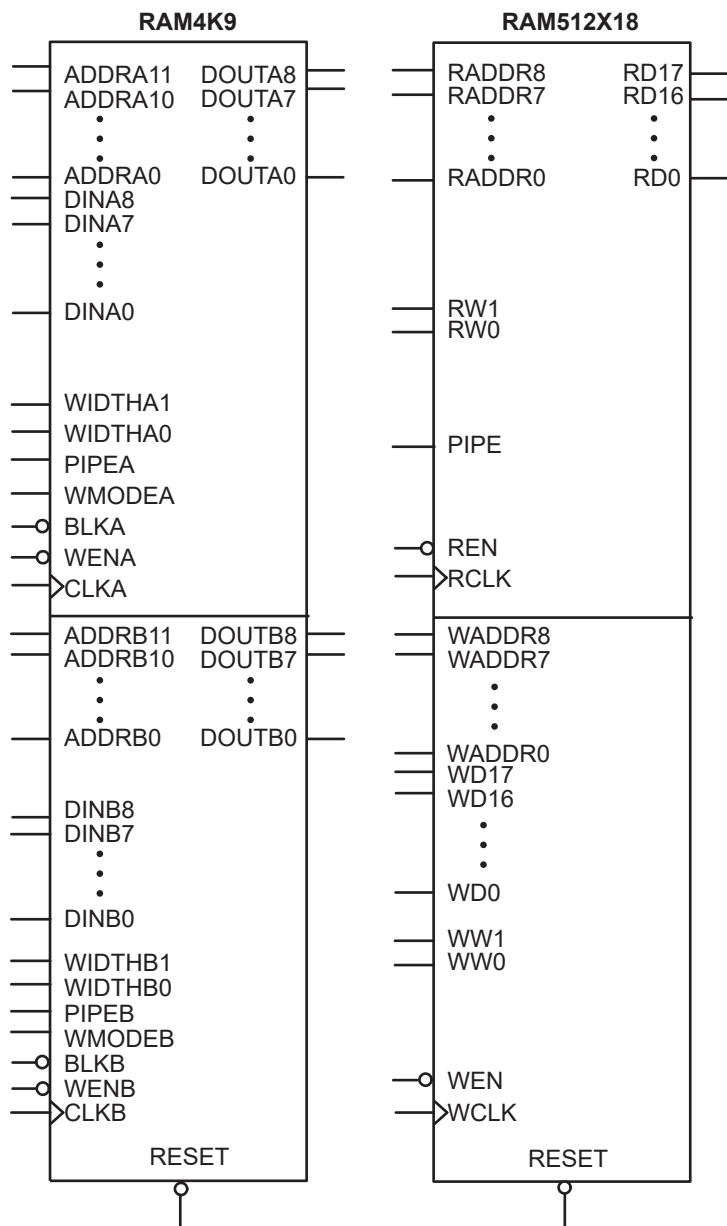 RAM4K9
ADDRA11 DOUTA8
ADDRA10 DOUTA7
ADDRA0 DOUTA0
DINA8
DINA7
DINA0
WIDTHA1
WIDTHA0
PIPEA
WMODEA
BLKA
WENA
CLKA
ADDRB11 DOUTB8
ADDRB10 DOUTB7
ADDRB0 DOUTB0
DINB8
DINB7
DINB0
WIDTHB1
WIDTHB0
PIPEB
WMODEB
BLKB
WENB
CLKB
RESET
RAM512X18
RADDR8 RD17
RADDR7 RD16
RADDR0 RD0
RW1
RW0
PIPE
REN
RCLK
WADDR8
WADDR7
WADDR0
WD17
WD16
WD0
WW1
WW0
WEN
WCLK
RESET